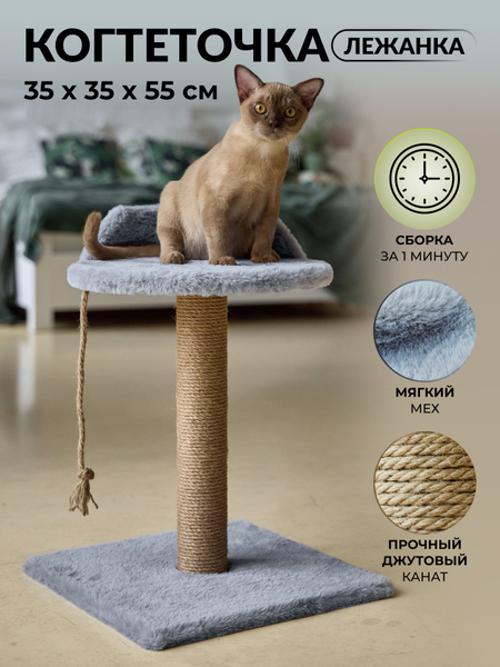 КОГТЕТОЧКА ЛЕЖАНКА
35 x 35 x 55 см
СБОРКА
ЗА 1 МИНУТУ
МЯГКИЙ
МЕХ
ПРОЧНЫЙ
ДЖУТОВЫЙ
КАНАТ